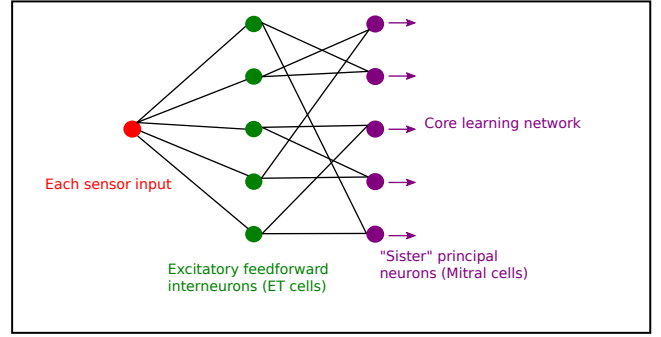 Core learning network
Each sensor input
"Sister" principal
neurons (Mitral cells)
Excitatory feedforward
interneurons (ET cells)